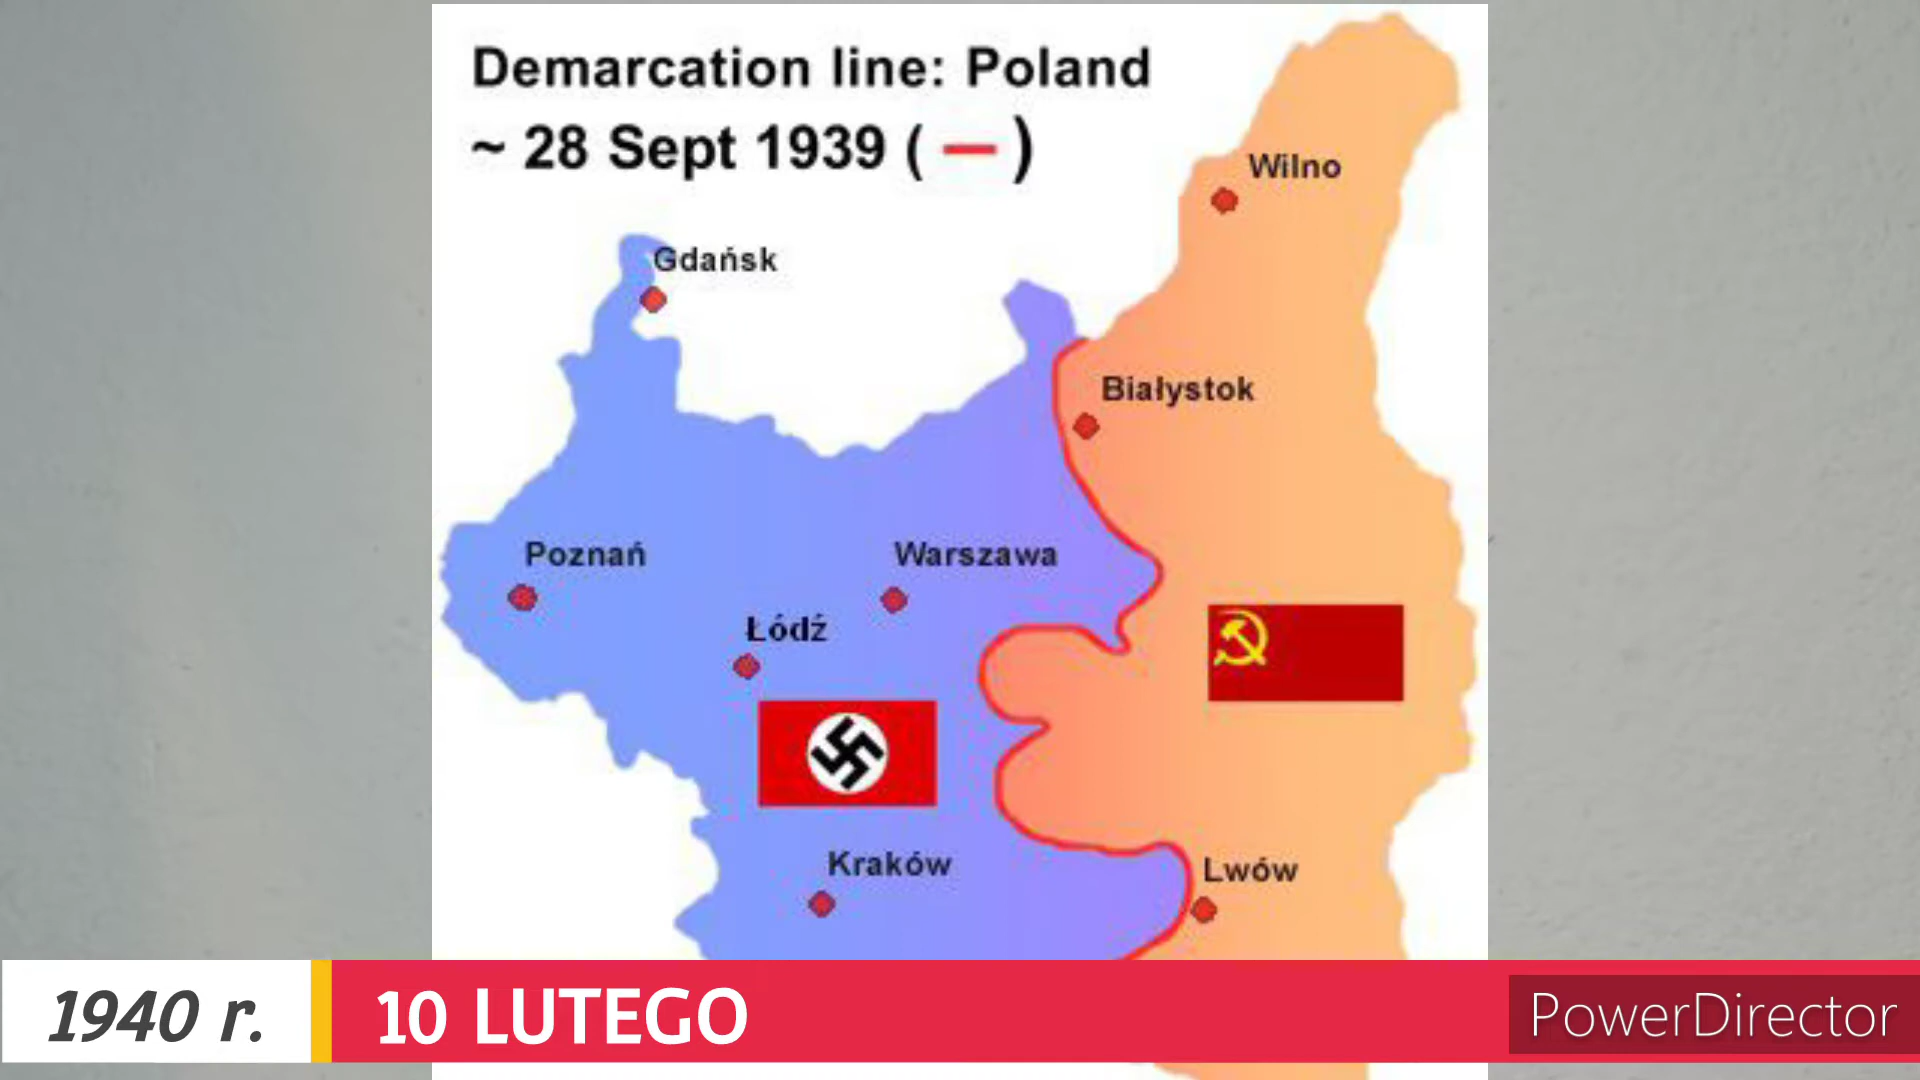 Demarcation line: Poland
~ 28 Sept 1939 ( — )
Wilno
Gdańsk
Białystok
Poznań
Warszawa
Łódź
Kraków
Lwów
1940 r.
10 LUTEGO
PowerDirector